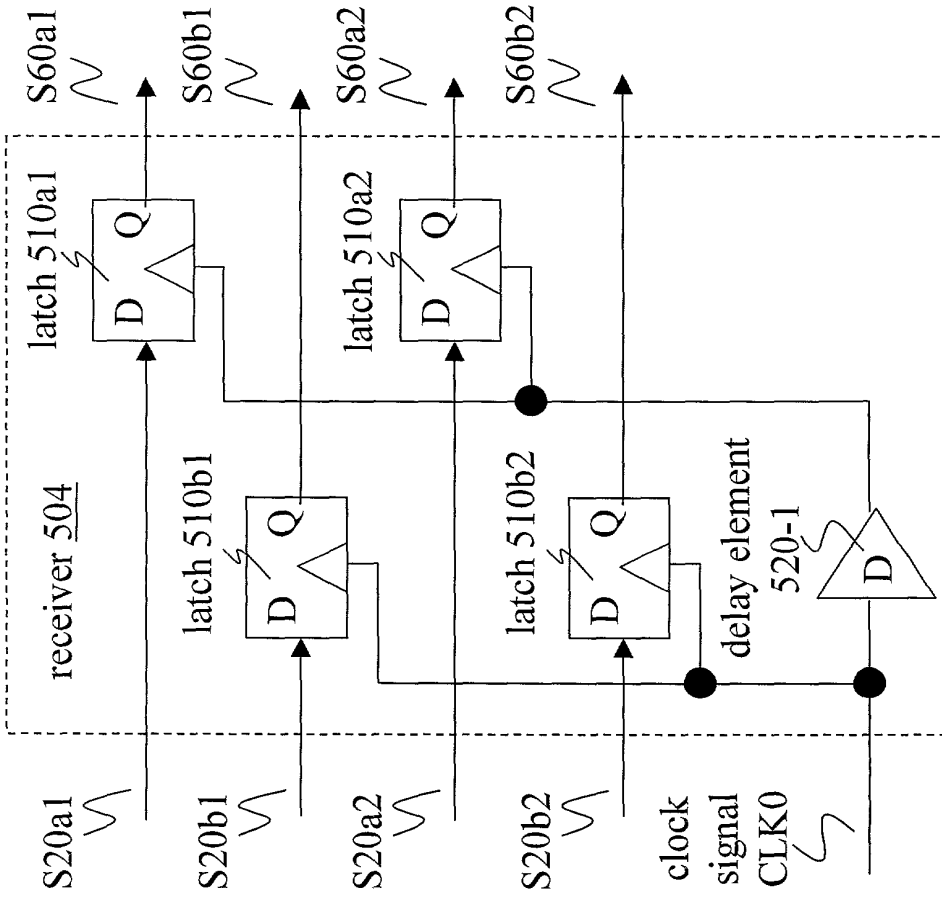 receiver 504
S20a1
latch 510a1
D Q
S60a1
S20b1
latch 510b1
D Q
S60b1
S20a2
latch 510a2
D Q
S60a2
S20b2
latch 510b2
D Q
S60b2
clock
signal
CLK0
delay element
520-1
D